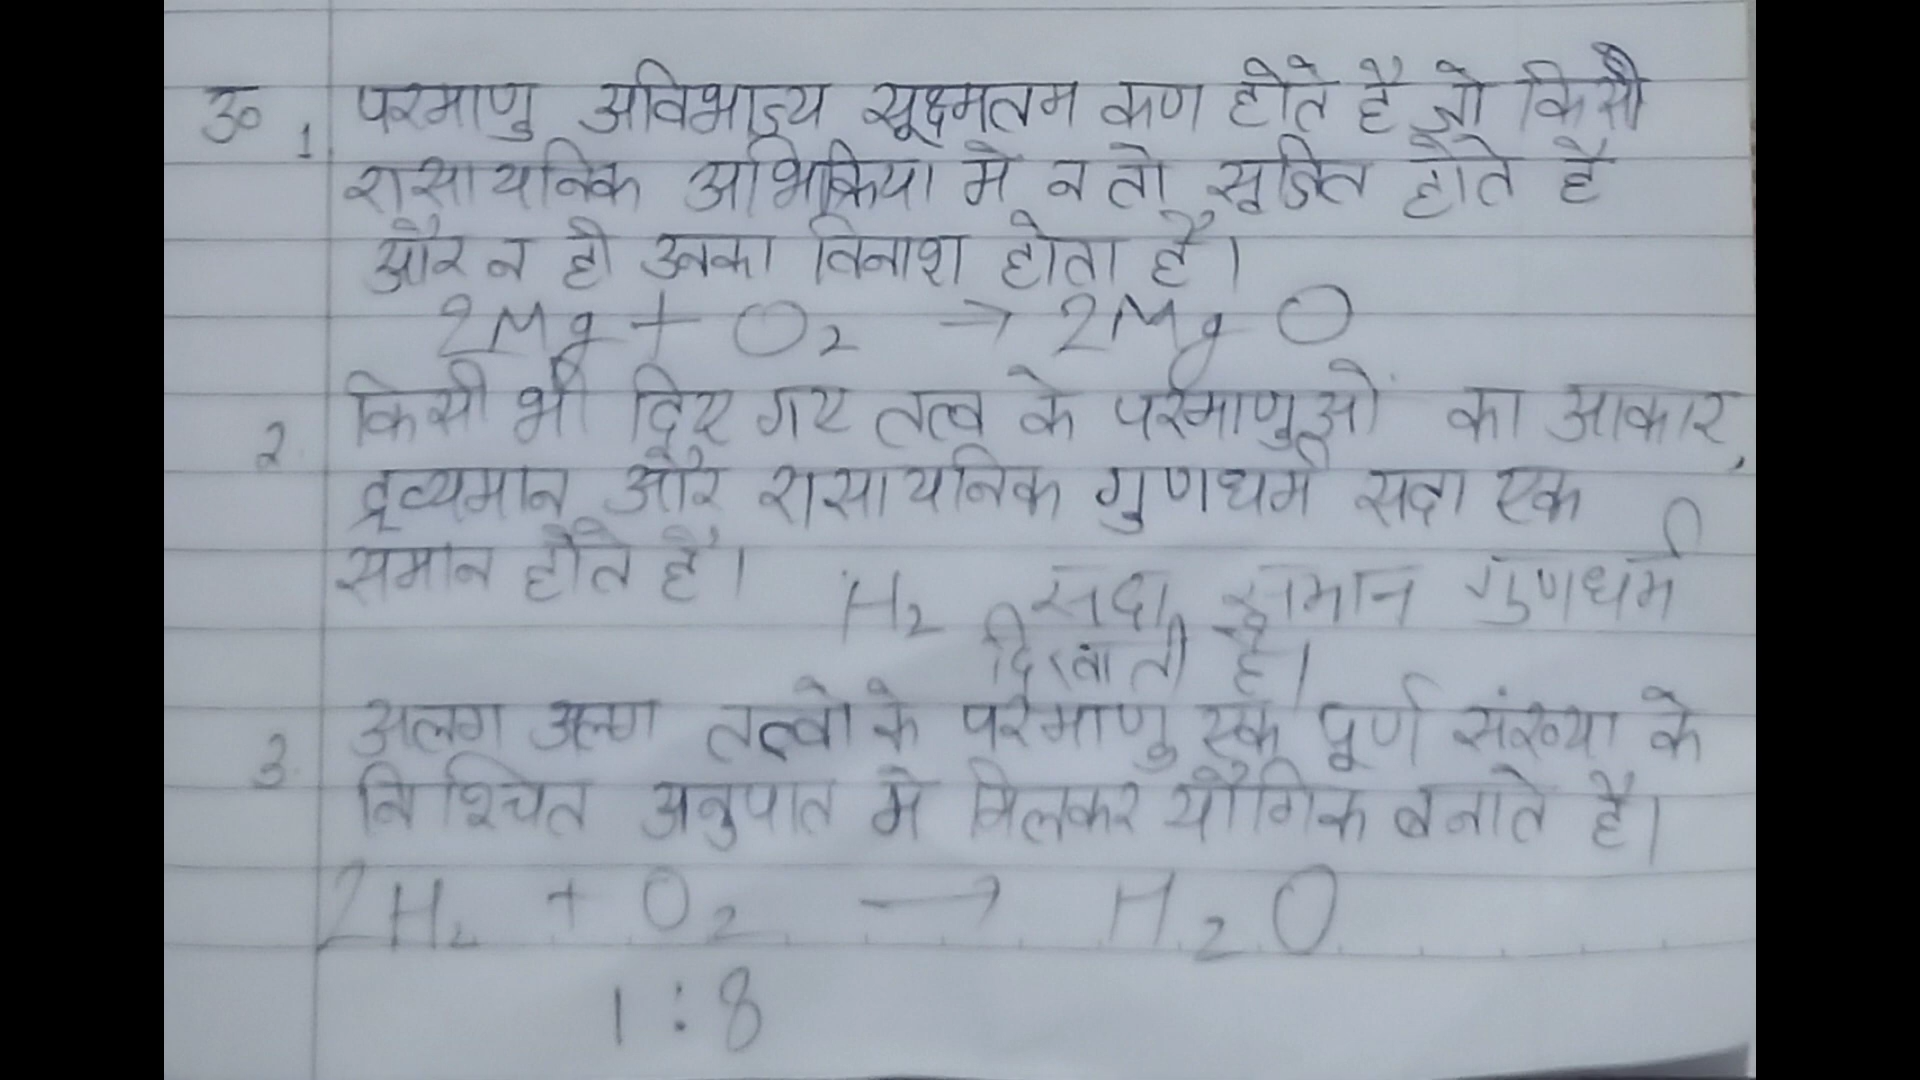 उ० 1. परमाणु अविभाज्य सूक्ष्मतम कण होते है जो किसी
रासायनिक अभिक्रिया मे न तो सृजित होते है
और न ही उनका विनाश होता है।
2Mg + O2 → 2MgO
2. किसी भी दिए गए तत्व के परमाणुओं का आकार,
द्रव्यमान और रासायनिक गुणधर्म सदा एक
समान होते है।
H2 सदा समान गुणधर्म
दिखाती है।
3. अलग अलग तत्वो के परमाणु एक पूर्ण संख्या के
निश्चित अनुपात मे मिलकर यौगिक बनाते है।
2H2 + O2 → H2O
1 : 8